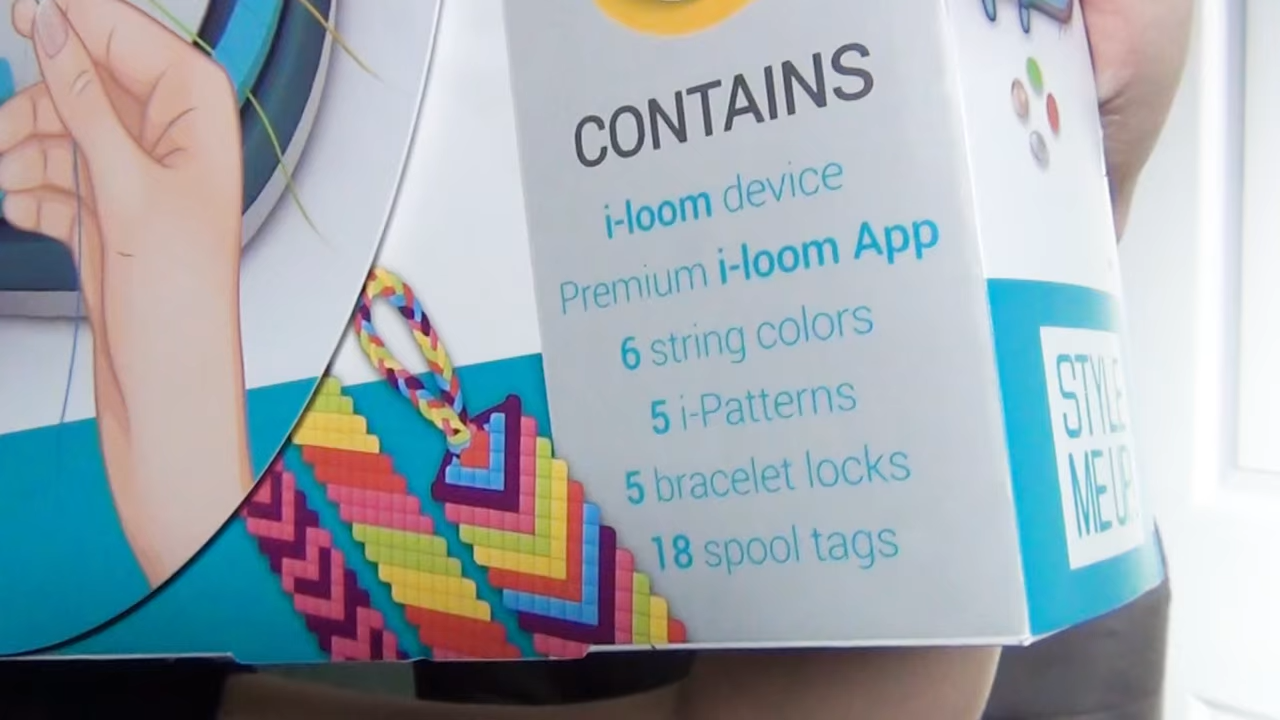 CONTAINS
i-loom device
Premium i-loom App
6 string colors
5 i-Patterns
5 bracelet locks
18 spool tags
STYLE
ME UP